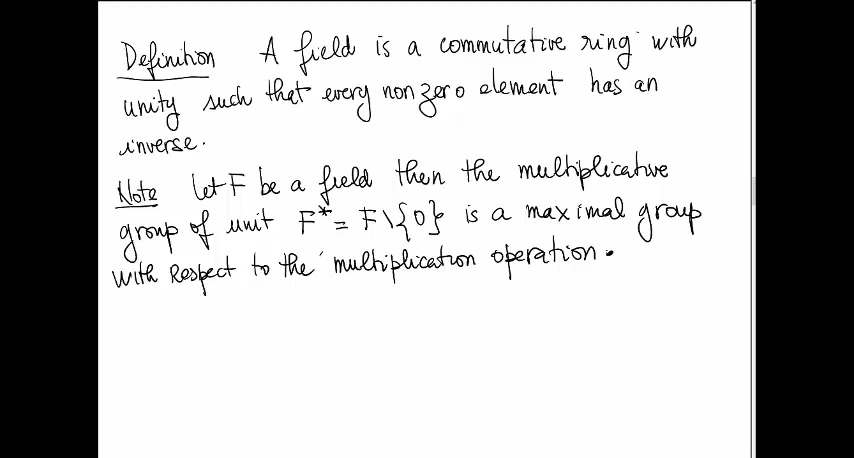 Definition A field is a commutative ring with
unity such that every nonzero element has an
inverse.
Note let F be a field then the multiplicative
group of unit F* = F\{0} is a maximal group
with respect to the multiplication operation.